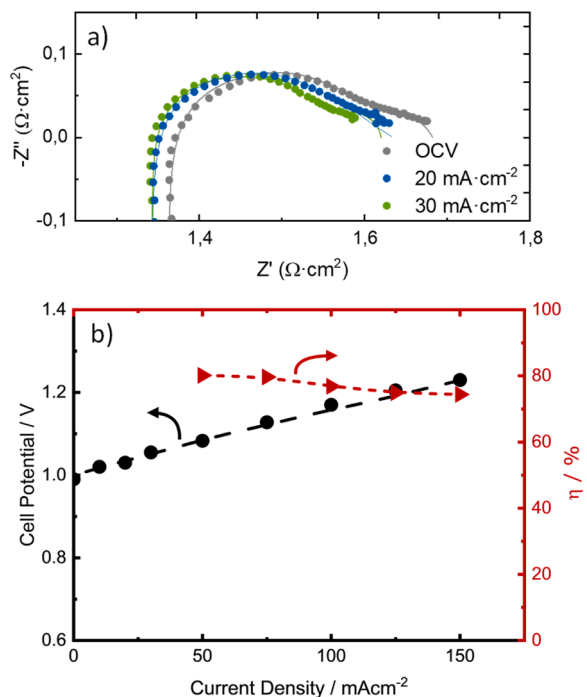 a)
0,1
0,0
-0,1
-Z" (Ω·cm²)
OCV
20 mA·cm⁻²
30 mA·cm⁻²
1,4
1,6
1,8
Z' (Ω·cm²)
b)
1.4
1.2
1.0
0.8
0.6
Cell Potential / V
100
80
60
40
20
0
η / %
0
50
100
150
Current Density / mAcm⁻²